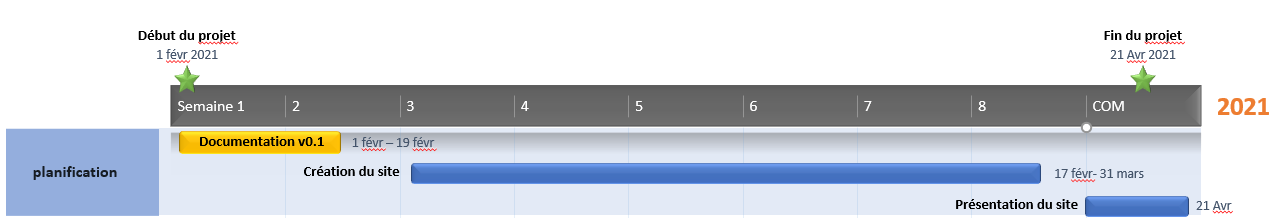 Début du projet
1 févr 2021
Fin du projet
21 Avr 2021
Semaine 1 2 3 4 5 6 7 8 COM
2021
Documentation v0.1 1 févr – 19 févr
planification
Création du site 17 févr- 31 mars
Présentation du site 21 Avr